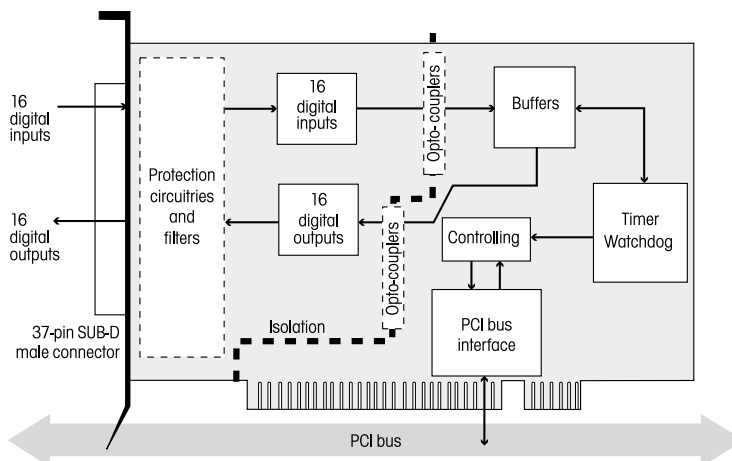 16
digital
inputs
16
digital
outputs
37-pin SUB-D
male connector
Protection
circuitries
and
filters
16
digital
inputs
16
digital
outputs
Isolation
Opto- couplers
Opto-couplers
Buffers
Controlling
Timer
Watchdog
PCI bus
interface
PCI bus